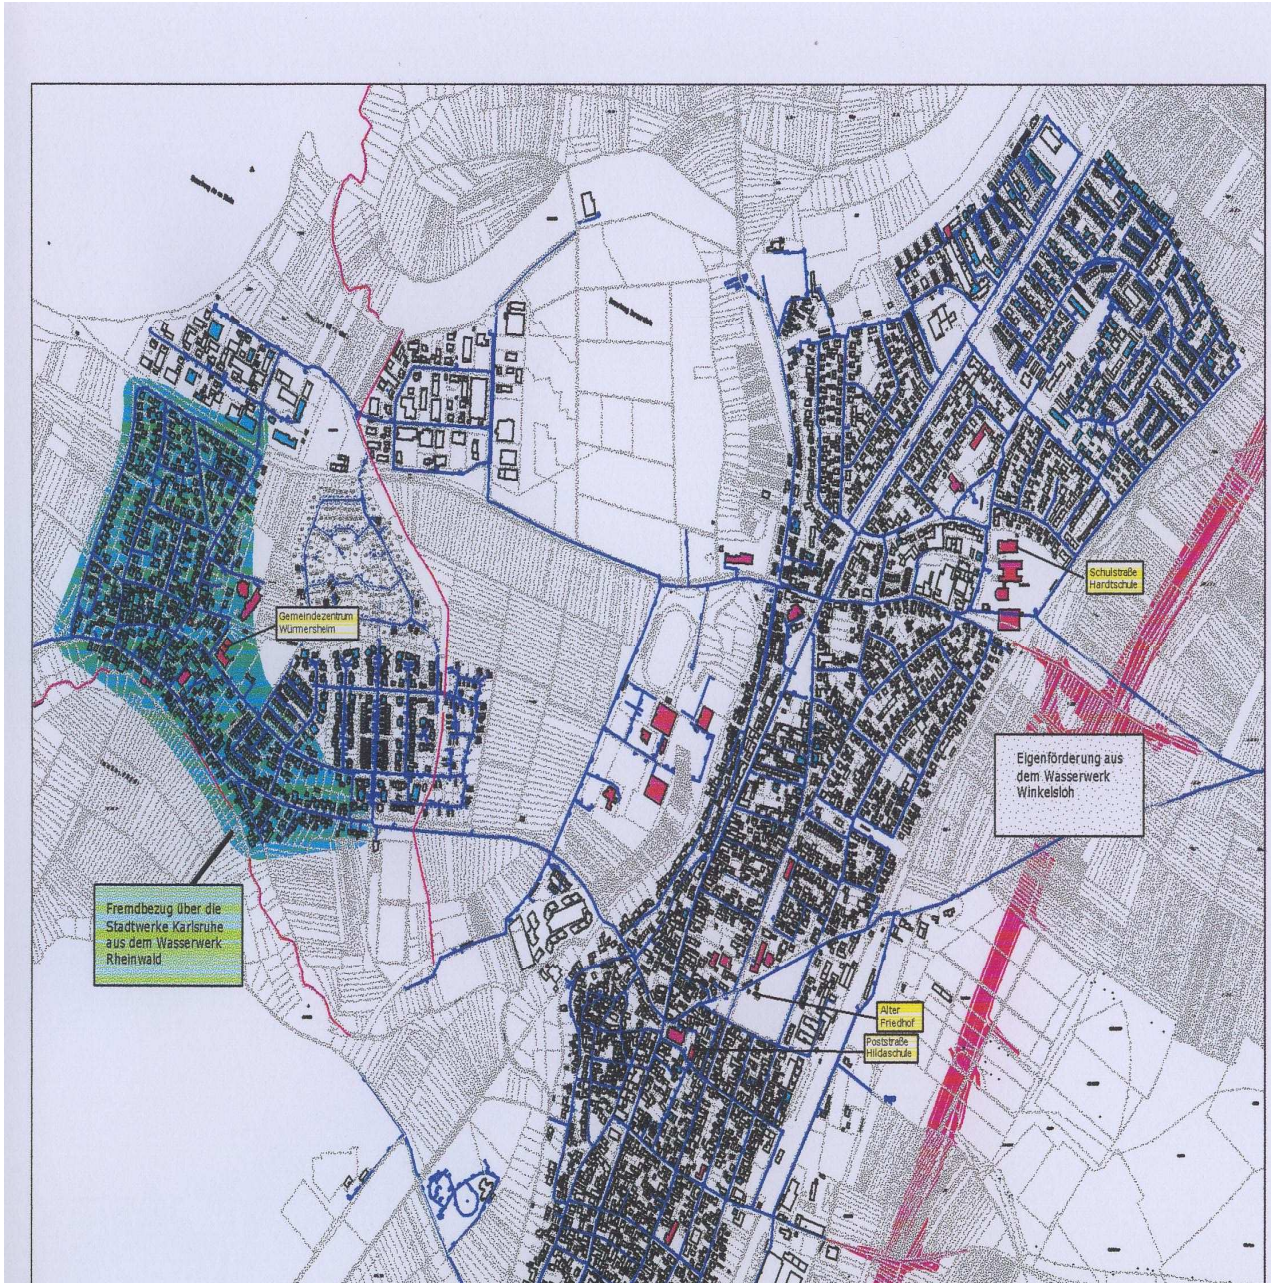 Schulstraße
Hardtschule
Gemeindezentrum
Würmersheim
Eigenförderung aus
dem Wasserwerk
Winkelsloh
Fremdbezug über die
Stadtwerke Karlsruhe
aus dem Wasserwerk
Rheinwald
Alter
Friedhof
Poststraße
Hildaschule